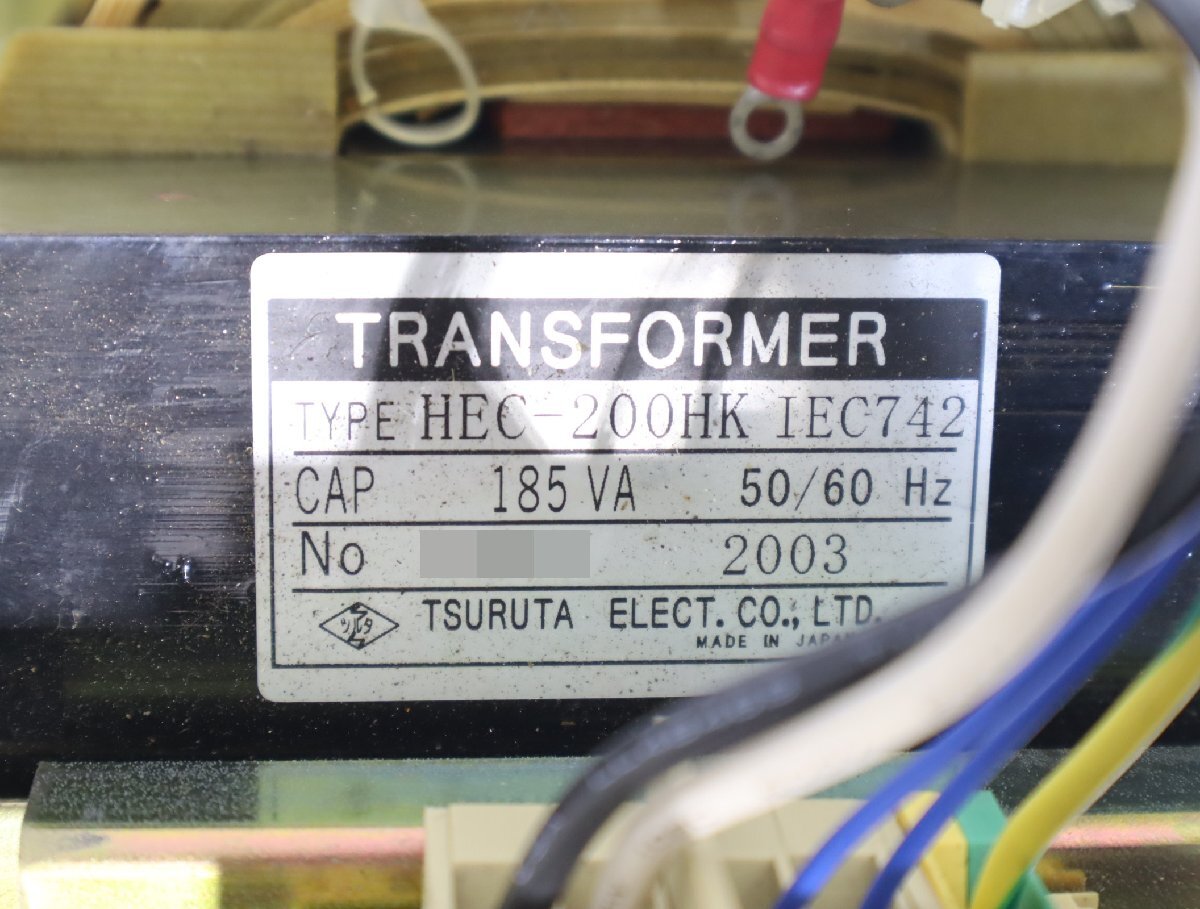 TRANSFORMER
TYPE HEC-200HK IEC742
CAP 185 VA 50/60 Hz
No 2003
TSURUTA ELECT. CO., LTD.
MADE IN JAPAN